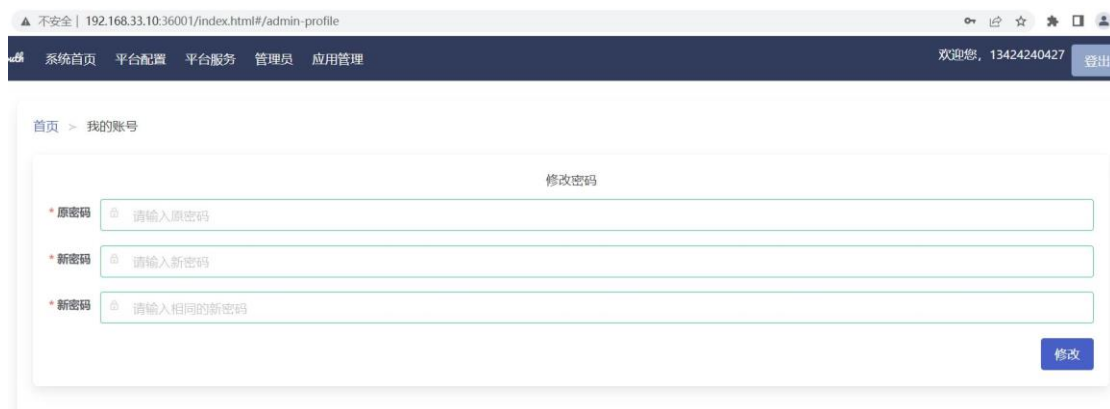 不安全 | 192.168.33.10:36001/index.html#/admin-profile
uth 系统首页 平台配置 平台服务 管理员 应用管理 欢迎您，13424240427 登出
首页 > 我的账号
修改密码
* 原密码 请输入原密码
* 新密码 请输入新密码
* 新密码 请输入相同的新密码
修改